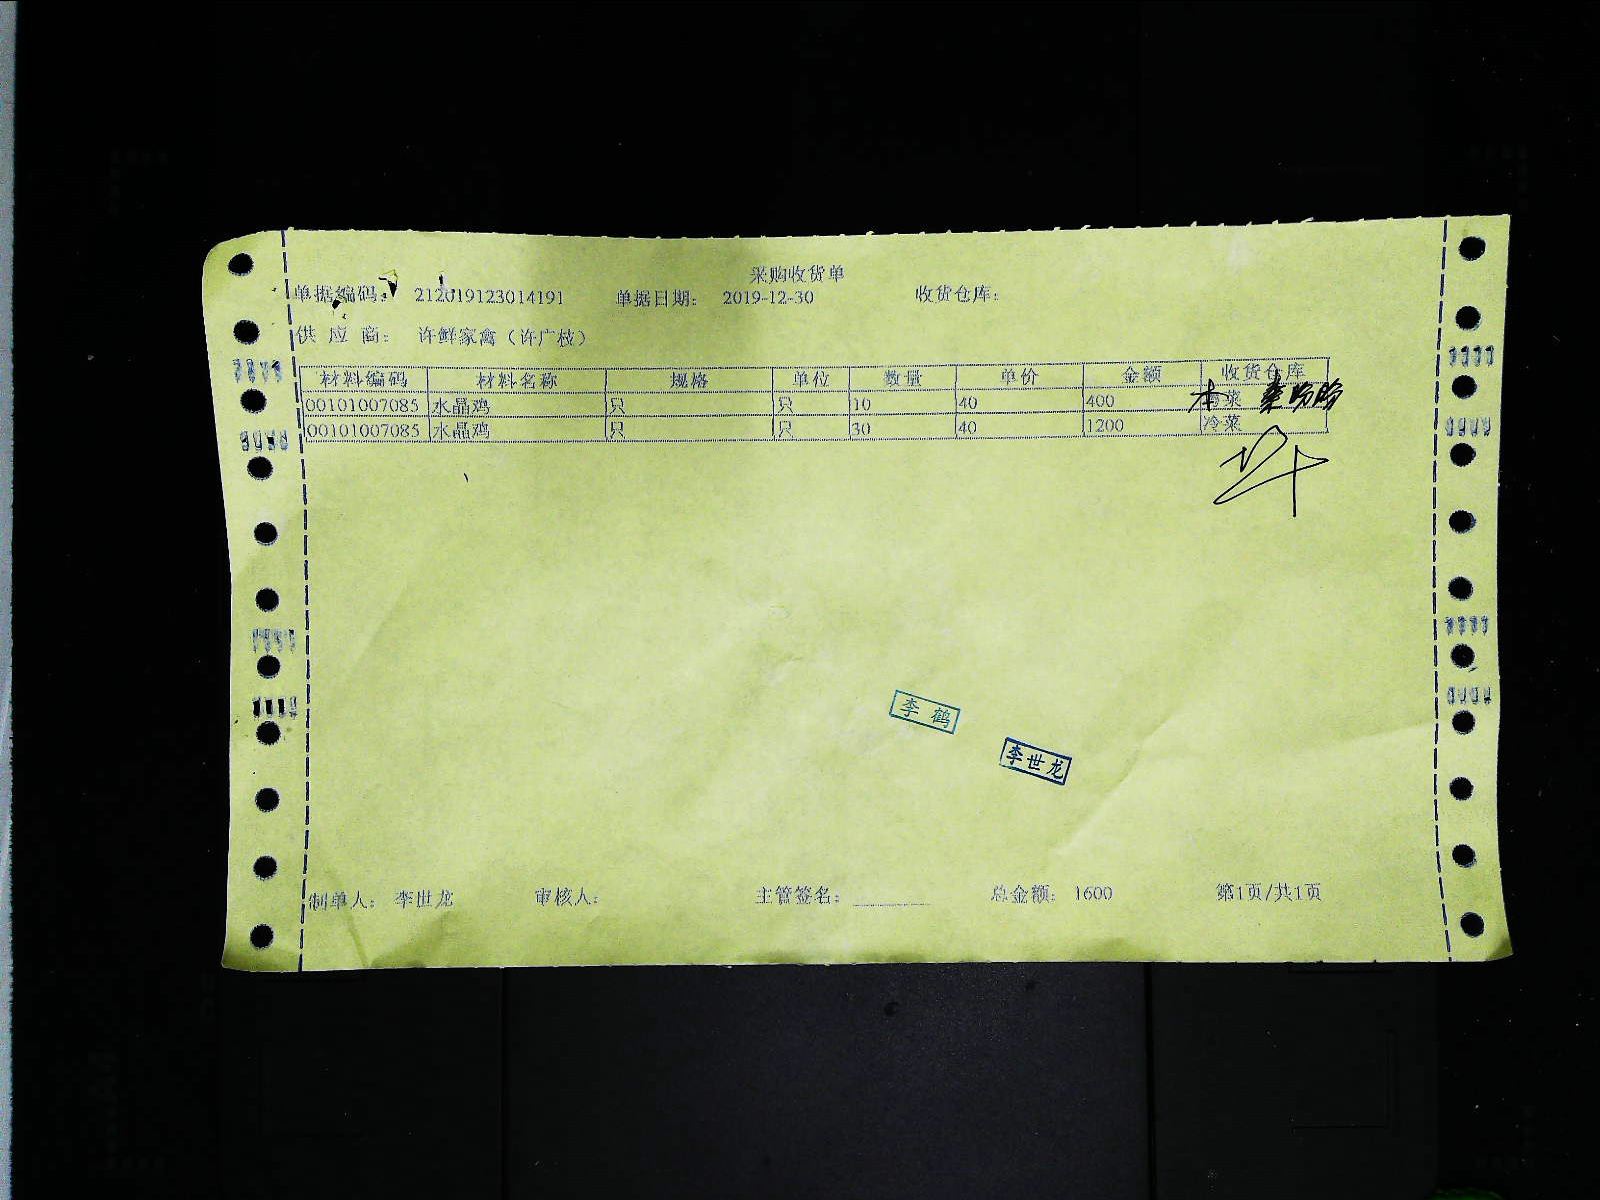 采购收货单
单据编码： 212019123014191 单据日期： 2019-12-30 收货仓库：
供 应 商： 许鲜家禽（许广枝）
材料编码 材料名称 规格 单位 数量 单价 金额 收货仓库
00101007085 水晶鸡 只 只 10 40 400 冷菜
00101007085 水晶鸡 只 只 30 40 1200 冷菜
李鹤
李世龙
制单人： 李世龙 审核人： 主管签名： 总金额： 1600 第1页/共1页